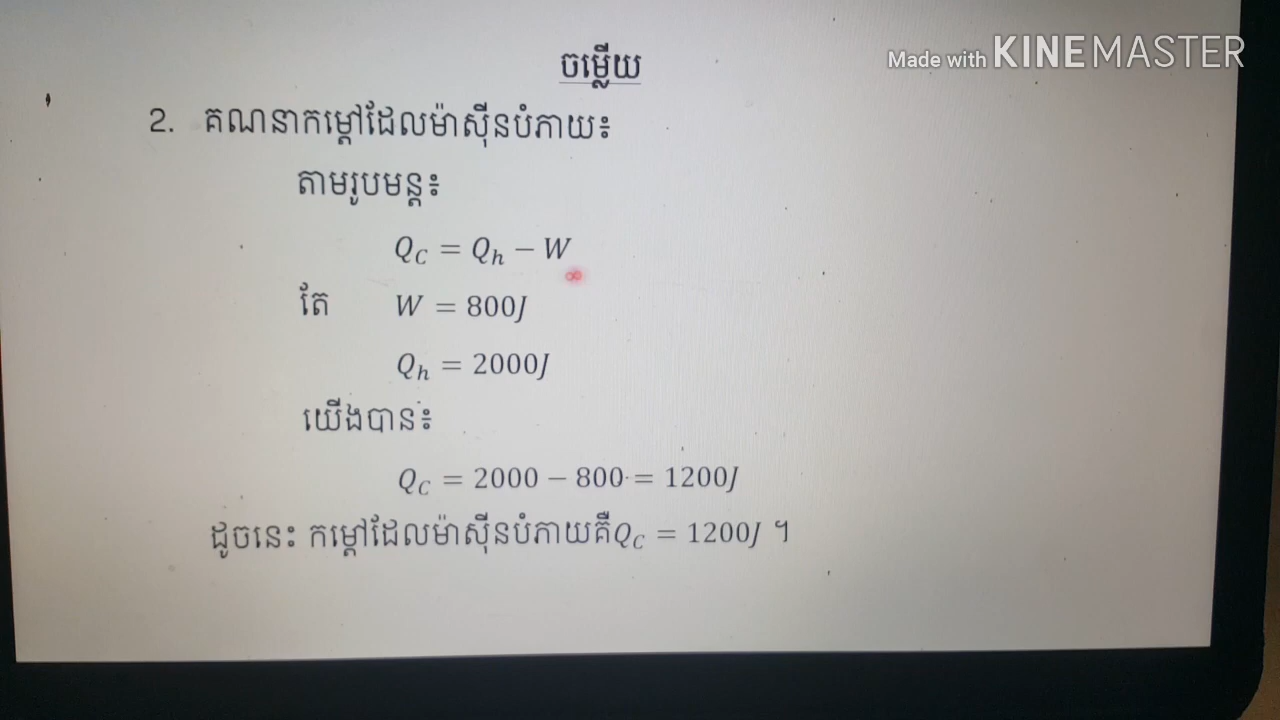 Made with KINEMASTER
ចម្លើយ
2. គណនាកម្ដៅដែលម៉ាស៊ីនបំភាយ៖
តាមរូបមន្ត៖
Q_C = Q_h − W
តែ W = 800J
Q_h = 2000J
យើងបាន៖
Q_C = 2000 − 800 = 1200J
ដូចនេះ កម្ដៅដែលម៉ាស៊ីនបំភាយគឺQ_C = 1200J ។